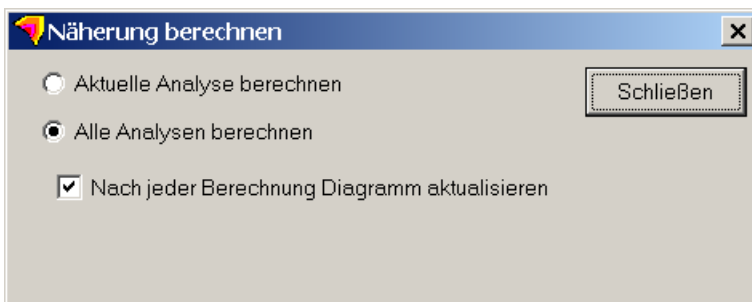 Näherung berechnen
Aktuelle Analyse berechnen
Schließen
Alle Analysen berechnen
Nach jeder Berechnung Diagramm aktualisieren